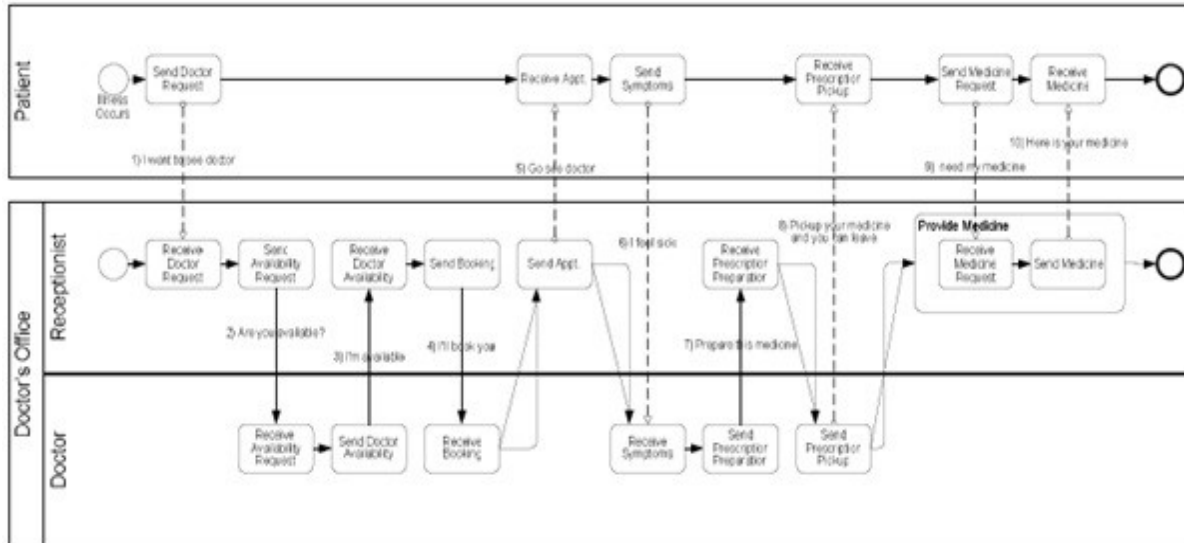 Patient
Illness
Occurs
Send Doctor
Request
Receive Appt.
Send
Symptoms
Receive
Prescription
Pickup
Send Medicine
Request
Receive
Medicine
1) I want to see doctor
5) Go see doctor
9) need my medicine
10) Here is your medicine
Doctor's Office
Receptionist
Receive
Doctor
Request
Send
Availability
Request
Receive
Doctor
Availability
Send Booking
Send Appt.
6) I feel sick
Receive
Prescription
Preparation
8) Pickup your medicine
and you can leave
Provide Medicine
Receive
Medicine
Request
Send Medicine
2) Are you available?
3) I'm available
4) I'll book you
7) Prepare this medicine
Doctor
Receive
Availability
Request
Send Doctor
Availability
Receive
Booking
Receive
Symptoms
Send
Prescription
Preparation
Send
Prescription
Pickup